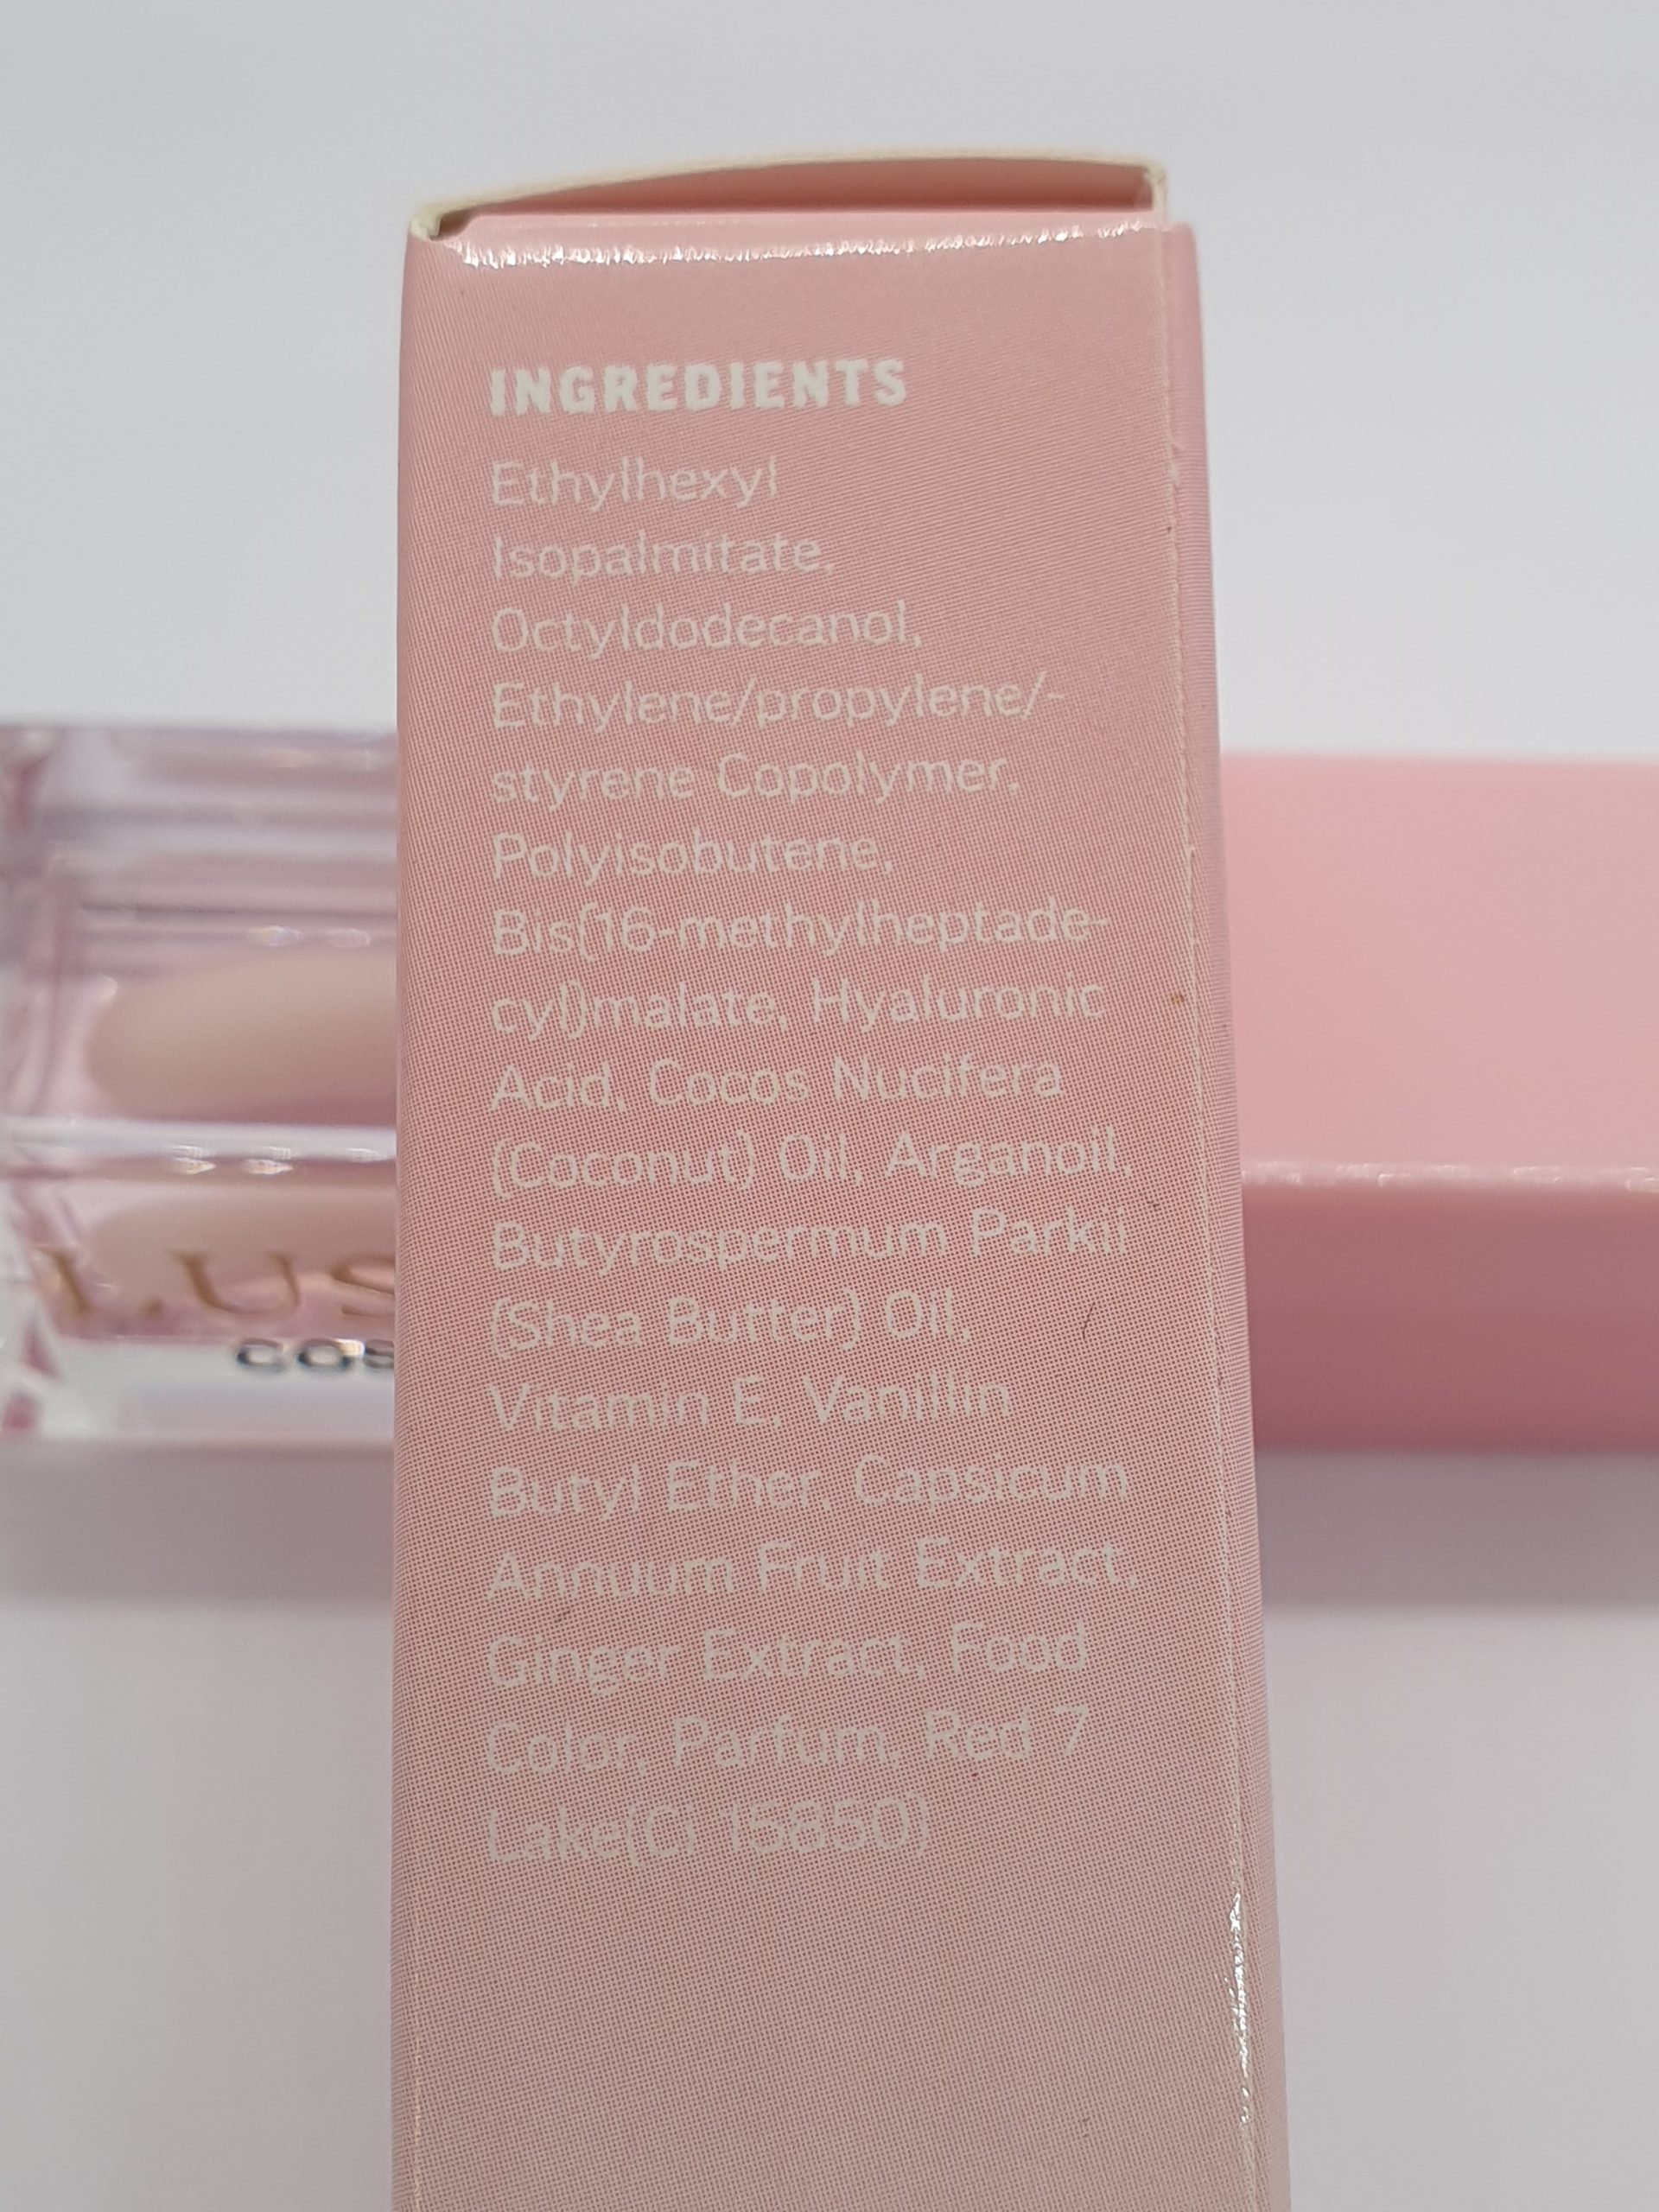 INGREDIENTS
Ethylhexyl
Isopalmitate,
Octyldodecanol,
Ethylene/propylene/-
styrene Copolymer,
Polyisobutene,
Bis(16-methylheptade-
cyl)malate, Hyaluronic
Acid, Cocos Nucifera
(Coconut) Oil, Arganoil,
Butyrospermum Parkii
(Shea Butter) Oil,
Vitamin E, Vanillin
Butyl Ether, Capsicum
Annuum Fruit Extract,
Ginger Extract, Food
Color, Parfum, Red 7
Lake(Ci 15850)
LUS
COS